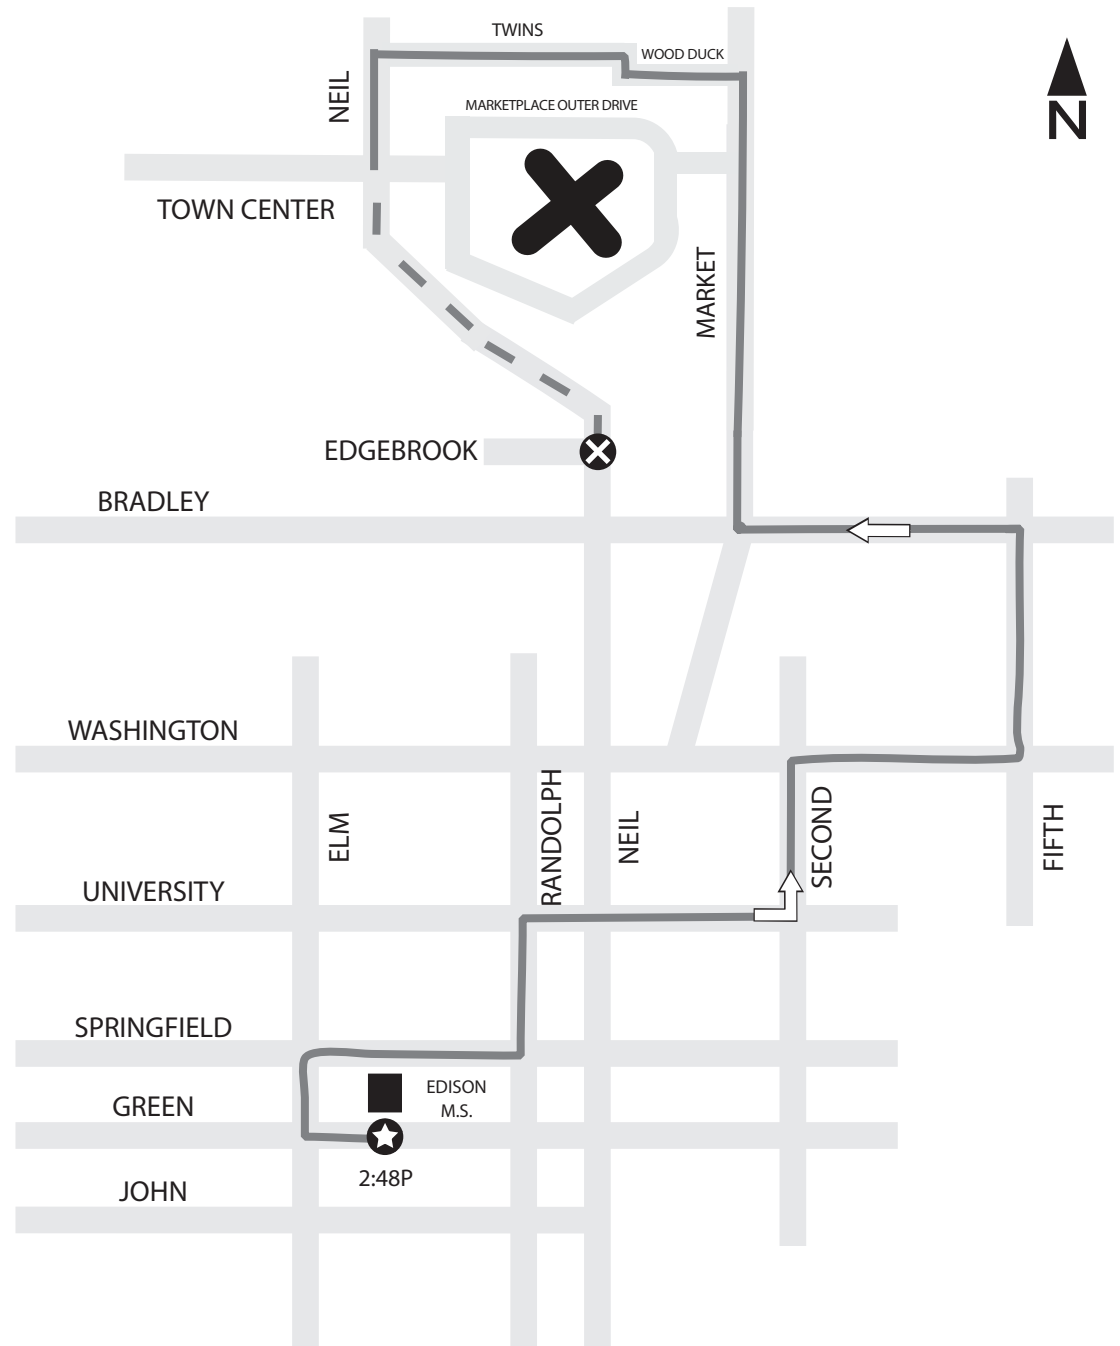 TWINS
WOOD DUCK
NEIL
MARKETPLACE OUTER DRIVE
N
TOWN CENTER
MARKET
EDGEBROOK
BRADLEY
WASHINGTON
ELM
RANDOLPH
NEIL
SECOND
FIFTH
UNIVERSITY
SPRINGFIELD
EDISON
M.S.
GREEN
2:48P
JOHN